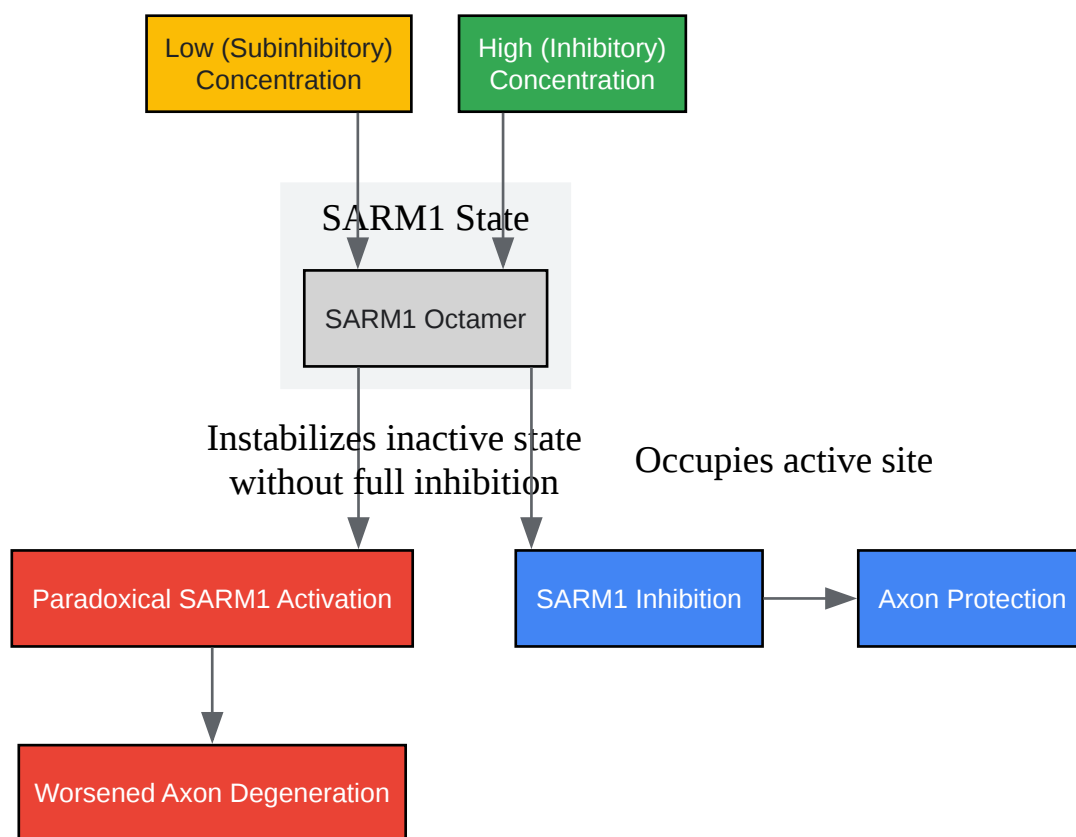 Low (Subinhibitory)
Concentration
High (Inhibitory)
Concentration
SARM1 State
SARM1 Octamer
Instabilizes inactive state
without full inhibition
Occupies active site
Paradoxical SARM1 Activation
SARM1 Inhibition
Axon Protection
Worsened Axon Degeneration